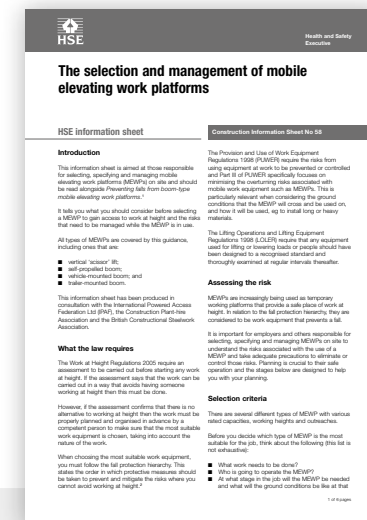 HSE
Health and Safety
Executive
The selection and management of mobile
elevating work platforms
HSE information sheet
Construction Information Sheet No 58
Introduction
This information sheet is aimed at those responsible
for selecting, specifying and managing mobile
elevating work platforms (MEWPs) on site and should
be read alongside Preventing falls from boom-type
mobile elevating work platforms.¹
It tells you what you should consider before selecting
a MEWP to gain access to work at height and the risks
that need to be managed while the MEWP is in use.
All types of MEWPs are covered by this guidance,
including ones that are:
■ vertical ‘scissor’ lift;
■ self-propelled boom;
■ vehicle-mounted boom; and
■ trailer-mounted boom.
This information sheet has been produced in
consultation with the International Powered Access
Federation Ltd (IPAF), the Construction Plant-hire
Association and the British Constructional Steelwork
Association.
What the law requires
The Work at Height Regulations 2005 require an
assessment to be carried out before starting any work
at height. If the assessment says that the work can be
carried out in a way that avoids having someone
working at height then this must be done.
However, if the assessment confirms that there is no
alternative to working at height then the work must be
properly planned and organised in advance by a
competent person to make sure that the most suitable
work equipment is chosen, taking into account the
nature of the work.
When choosing the most suitable work equipment,
you must follow the fall protection hierarchy. This
states the order in which protective measures should
be taken to prevent and mitigate the risks where you
cannot avoid working at height.²
The Provision and Use of Work Equipment
Regulations 1998 (PUWER) require the risks from
using equipment at work to be prevented or controlled
and Part III of PUWER specifically focuses on
minimising the overturning risks associated with
mobile work equipment such as MEWPs. This is
particularly relevant when considering the ground
conditions that the MEWP will cross and be used on,
and how it will be used, eg to install long or heavy
materials.
The Lifting Operations and Lifting Equipment
Regulations 1998 (LOLER) require that any equipment
used for lifting or lowering loads or people should have
been designed to a recognised standard and
thoroughly examined at regular intervals thereafter.
Assessing the risk
MEWPs are increasingly being used as temporary
working platforms that provide a safe place of work at
height. In relation to the fall protection hierarchy, they are
considered to be work equipment that prevents a fall.
It is important for employers and others responsible for
selecting, specifying and managing MEWPs on site to
understand the risks associated with the use of a
MEWP and take adequate precautions to eliminate or
control those risks. Planning is crucial to their safe
operation and the stages below are designed to help
you with your planning.
Selection criteria
There are several different types of MEWP with various
rated capacities, working heights and outreaches.
Before you decide which type of MEWP is the most
suitable for the job, think about the following (this list is
not exhaustive):
■ What work needs to be done?
■ Who is going to operate the MEWP?
■ At what stage in the job will the MEWP be needed
and what will the ground conditions be like at that
1 of 6 pages